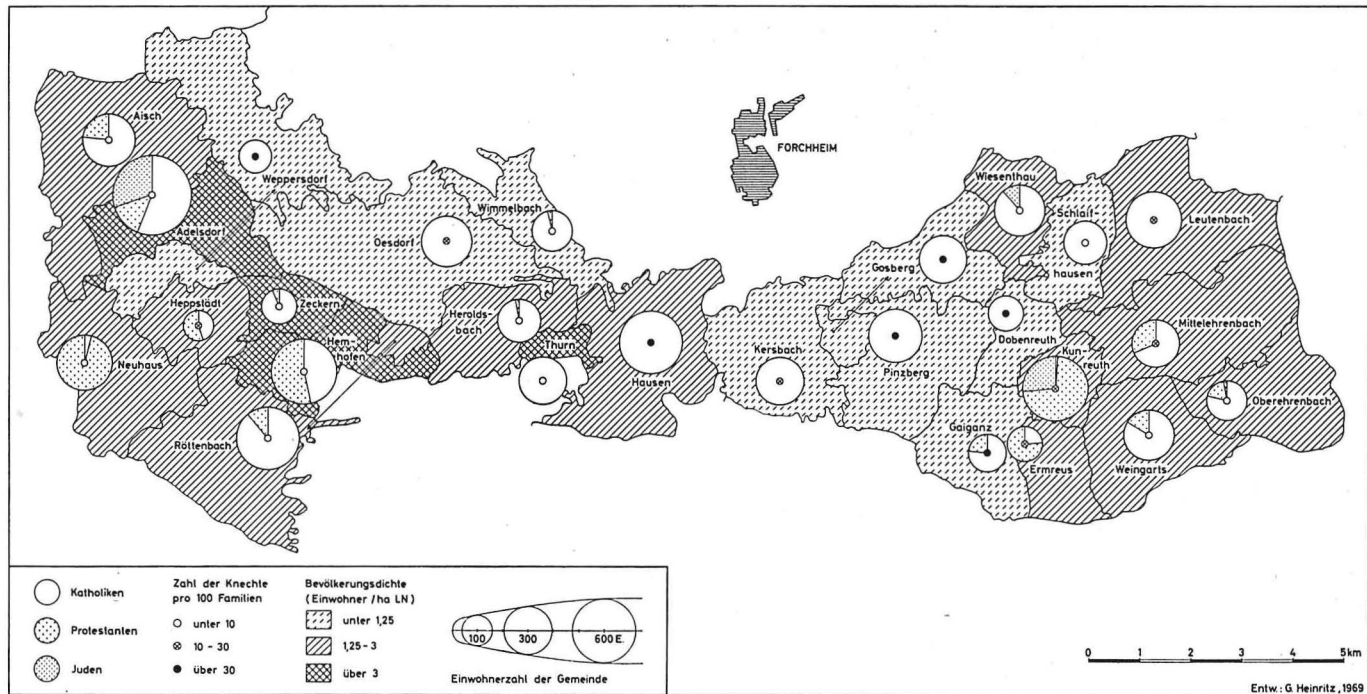 Aisch
FORCHHEIM
Weppersdorf
Wiesenthau
Wimmelbach
Schlaif-
Leutenbach
Adelsdorf
Oesdorf
Gosberg
hausen
Zeckern
Heppstädt
Herolds-
bach
Dobenreuth
Mittelehrenbach
Hem-
hofen
Thurn
Kun-
reuth
Neuhaus
Hausen
Kersbach
Pinzberg
Oberehrenbach
Röttenbach
Gaiganz
Ermreus
Weingarts
Katholiken
Protestanten
Juden
Zahl der Knechte
pro 100 Familien
unter 10
10 - 30
über 30
Bevölkerungsdichte
(Einwohner / ha LN)
unter 1,25
1,25 - 3
über 3
100
300
600 E.
Einwohnerzahl der Gemeinde
0 1 2 3 4 5 km
Entw.: G. Heinritz, 1969